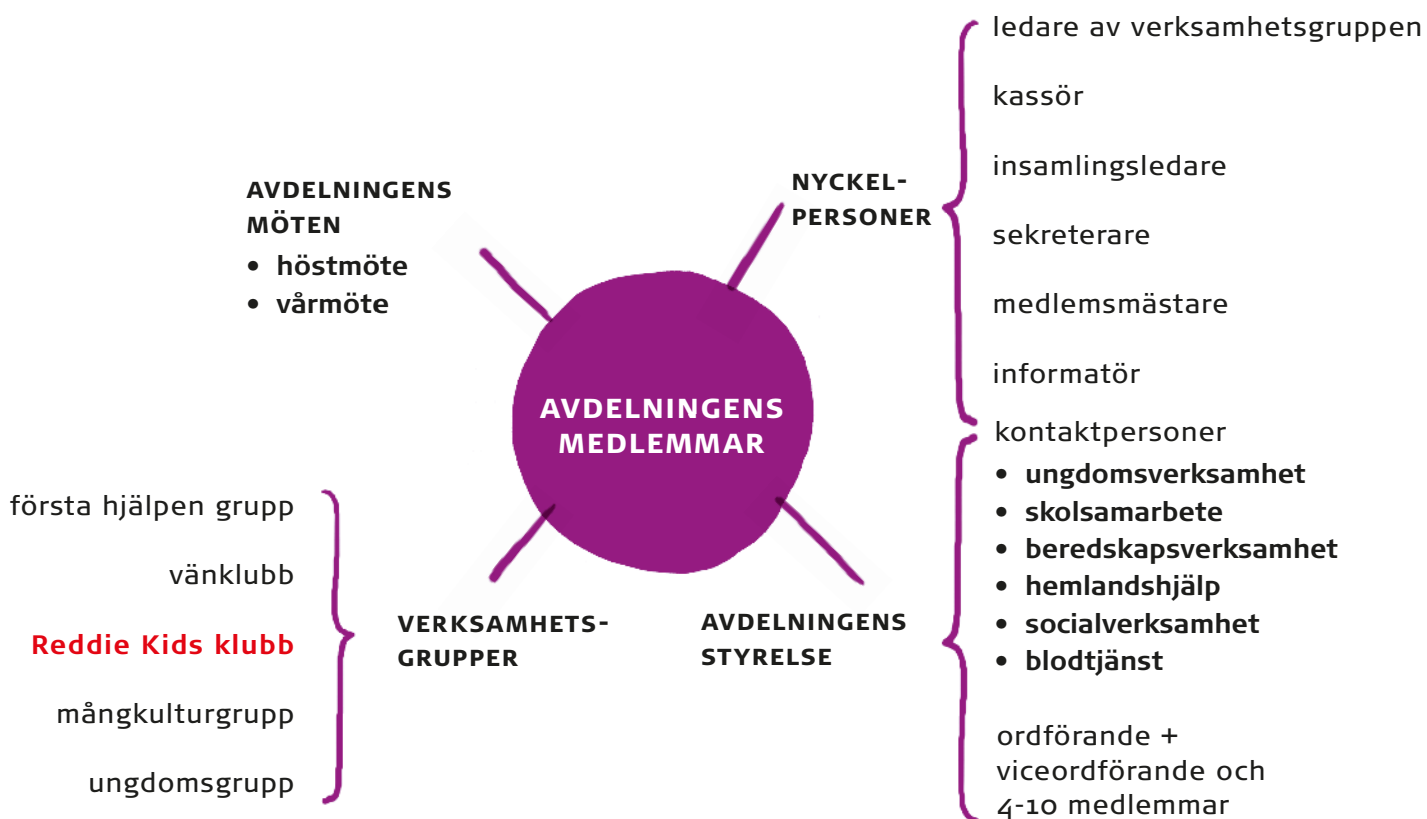 AVDELNINGENS
MÖTEN
• höstmöte
• vårmöte
NYCKEL-
PERSONER
ledare av verksamhetsgruppen
kassör
insamlingsledare
sekreterare
medlemsmästare
informatör
kontaktpersoner
• ungdomsverksamhet
• skolsamarbete
• beredskapsverksamhet
• hemlandshjälp
• socialverksamhet
• blodtjänst
ordförande +
viceordförande och
4-10 medlemmar
AVDELNINGENS
MEDLEMMAR
första hjälpen grupp
vänklubb
Reddie Kids klubb
mångkulturgrupp
ungdomsgrupp
VERKSAMHETS-
GRUPPER
AVDELNINGENS
STYRELSE